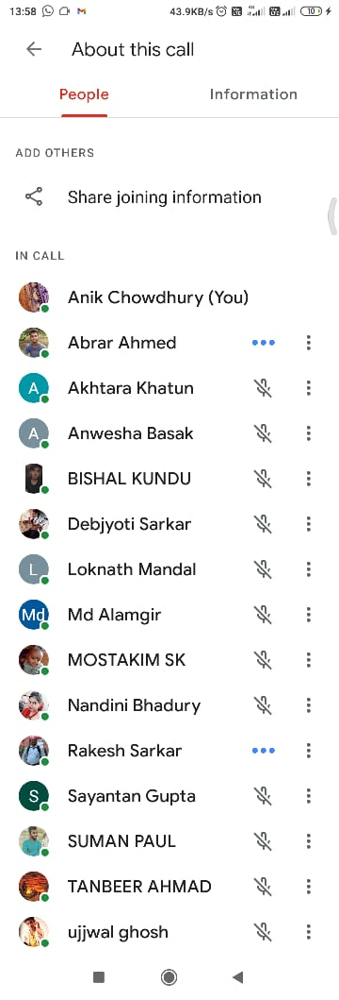 13:58 43.9KB/s 10
About this call
People Information
ADD OTHERS
Share joining information
IN CALL
Anik Chowdhury (You)
Abrar Ahmed
A Akhtara Khatun
A Anwesha Basak
BISHAL KUNDU
Debjyoti Sarkar
L Loknath Mandal
Md Md Alamgir
MOSTAKIM SK
Nandini Bhadury
Rakesh Sarkar
S Sayantan Gupta
SUMAN PAUL
TANBEER AHMAD
ujjwal ghosh